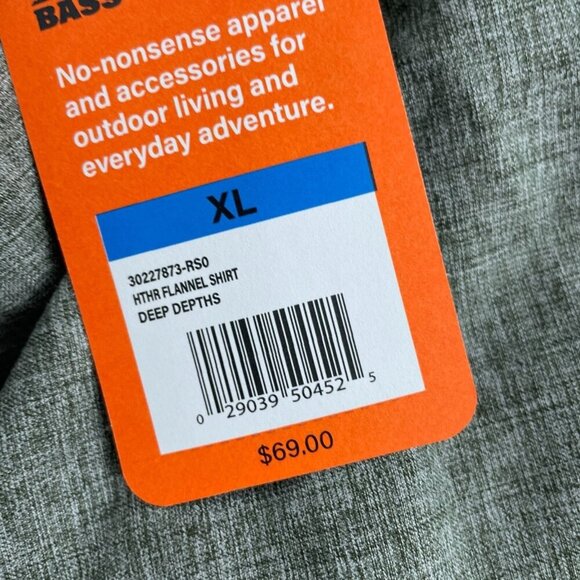 BASS
No-nonsense apparel
and accessories for
outdoor living and
everyday adventure.
XL
30227873-RS0
HTHR FLANNEL SHIRT
DEEP DEPTHS
0 29039 50452 5
$69.00